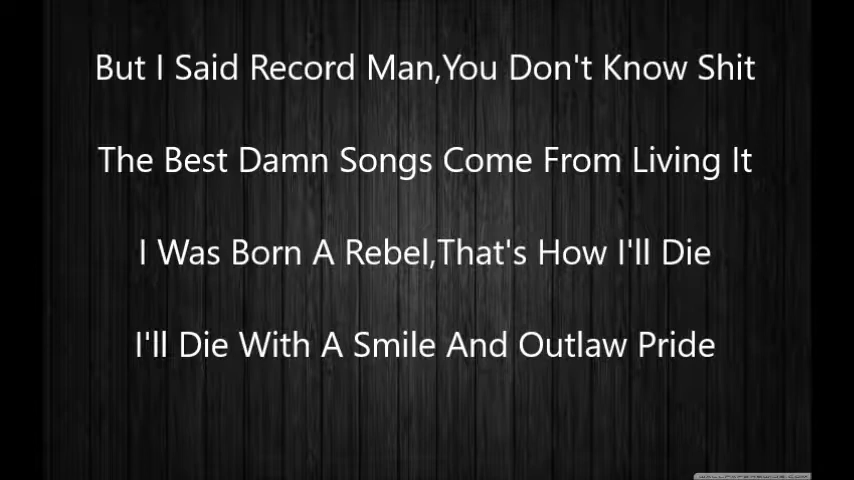 But I Said Record Man,You Don't Know Shit
The Best Damn Songs Come From Living It
I Was Born A Rebel,That's How I'll Die
I'll Die With A Smile And Outlaw Pride